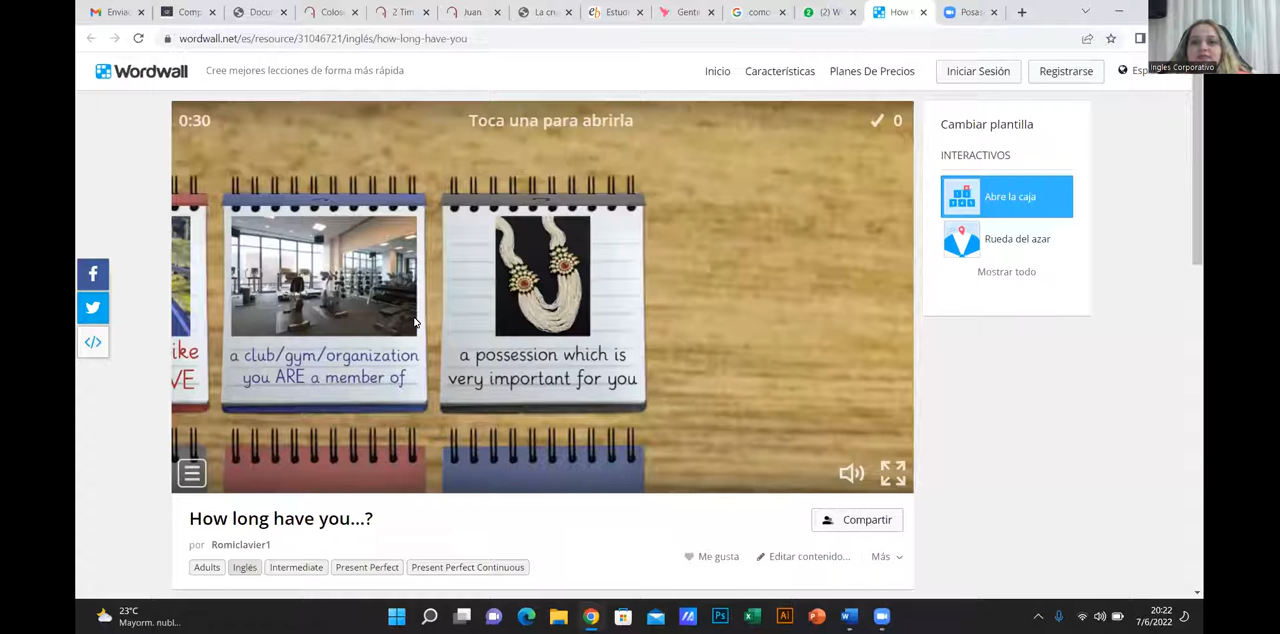 Envia
Comp
Docur
Colos
2 Tim
Juan
La cru
Estud
Genti
como
(2) W
How
Posas
wordwall.net/es/resource/31046721/inglés/how-long-have-you
Ingles Corporativo
Wordwall
Cree mejores lecciones de forma más rápida
Inicio
Características
Planes De Precios
Iniciar Sesión
Registrarse
Esp
0:30
Toca una para abrirla
0
Cambiar plantilla
INTERACTIVOS
Abre la caja
Rueda del azar
Mostrar todo
ike
VE
a club/gym/organization
you ARE a member of
a possession which is
very important for you
How long have you...?
Compartir
por Romiclavier1
Me gusta
Editar contenido...
Más
Adults
Inglés
Intermediate
Present Perfect
Present Perfect Continuous
23°C
Mayorm. nubl...
20:22
7/6/2022